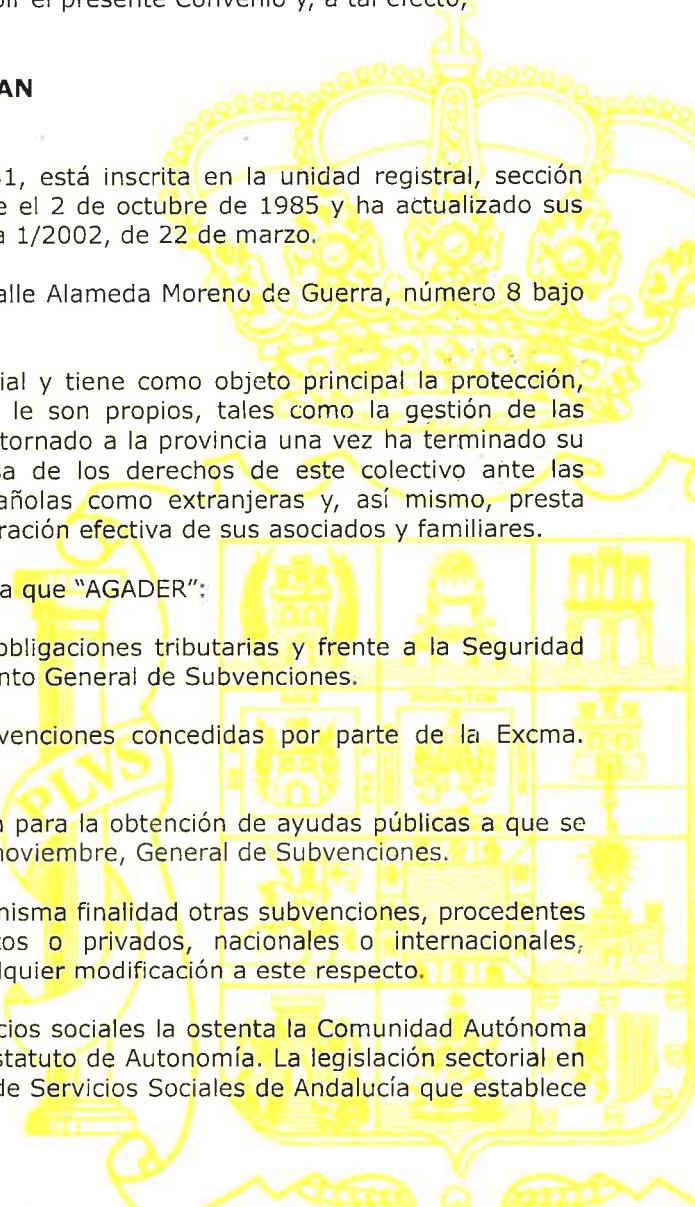 el presente Convenio y, a tal efecto,
AN
1, está inscrita en la unidad registral, sección
e el 2 de octubre de 1985 y ha actualizado sus
a 1/2002, de 22 de marzo.
alle Alameda Moreno de Guerra, número 8 bajo
ial y tiene como objeto principal la protección,
le son propios, tales como la gestión de las
tornado a la provincia una vez ha terminado su
sa de los derechos de este colectivo ante las
añolas como extranjeras y, así mismo, presta
ración efectiva de sus asociados y familiares.
a que "AGADER":
obligaciones tributarias y frente a la Seguridad
nto General de Subvenciones.
venciones concedidas por parte de la Excma.
PLVS
para la obtención de ayudas públicas a que se
noviembre, General de Subvenciones.
misma finalidad otras subvenciones, procedentes
cos o privados, nacionales o internacionales,
lquier modificación a este respecto.
cios sociales la ostenta la Comunidad Autónoma
statuto de Autonomía. La legislación sectorial en
de Servicios Sociales de Andalucía que establece